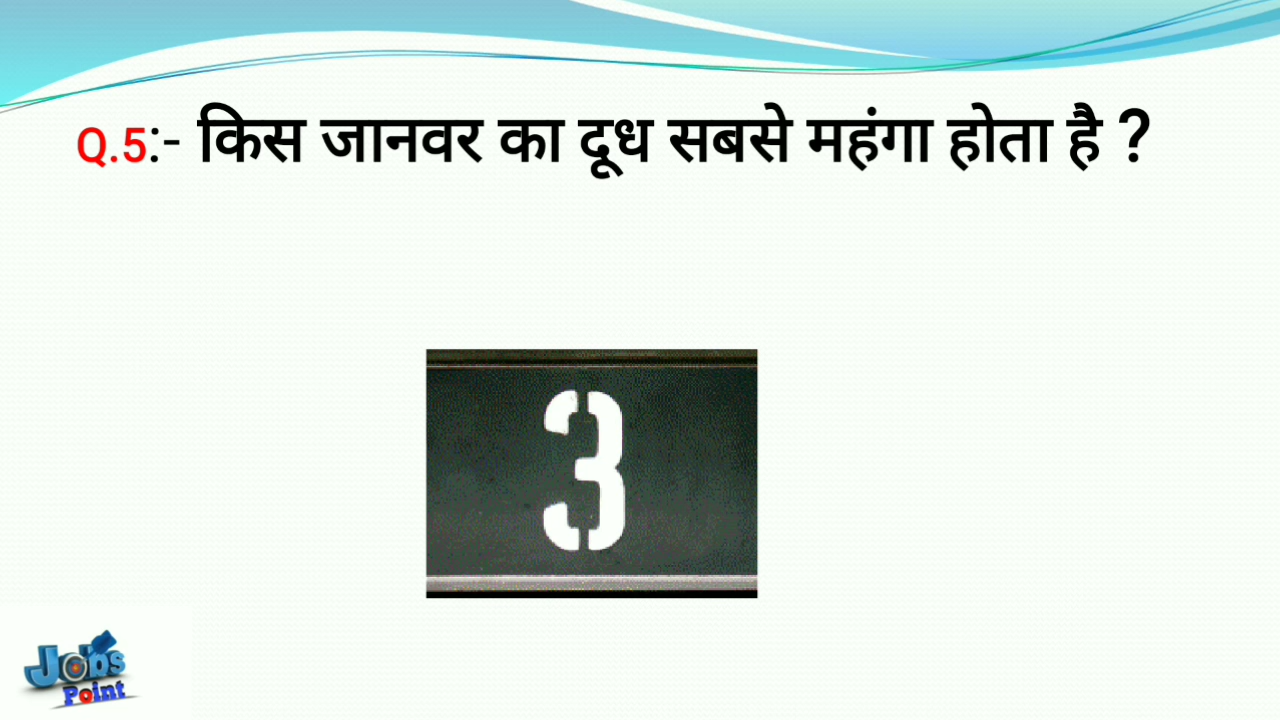 Q.5:- किस जानवर का दूध सबसे महंगा होता है ?
3
Jobs
Point